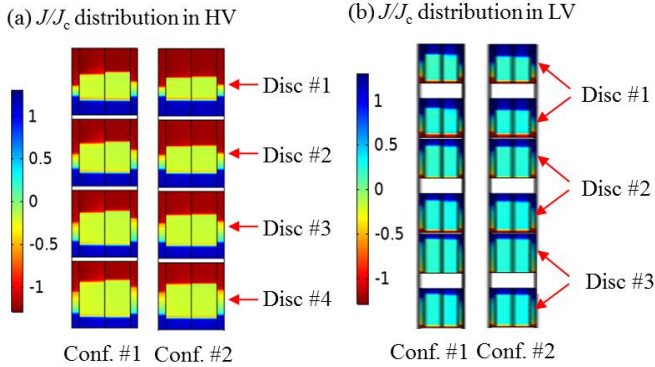 (a) J/Jc distribution in HV
1
0.5
0
-0.5
-1
Disc #1
Disc #2
Disc #3
Disc #4
Conf. #1 Conf. #2
(b) J/Jc distribution in LV
1
0.5
0
-0.5
-1
Disc #1
Disc #2
Disc #3
Conf. #1 Conf. #2